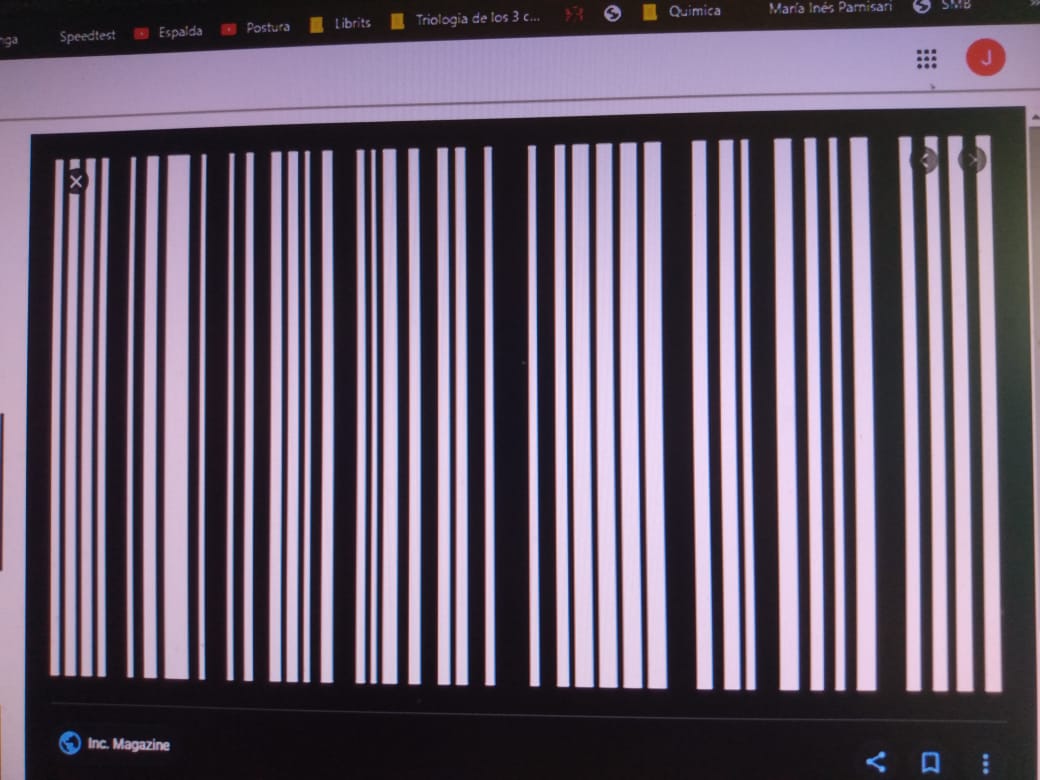 nga Speedtest Espalda Postura Librits Triologia de los 3 c... Quimica María Inés Parnisari SMB »
J
Inc. Magazine